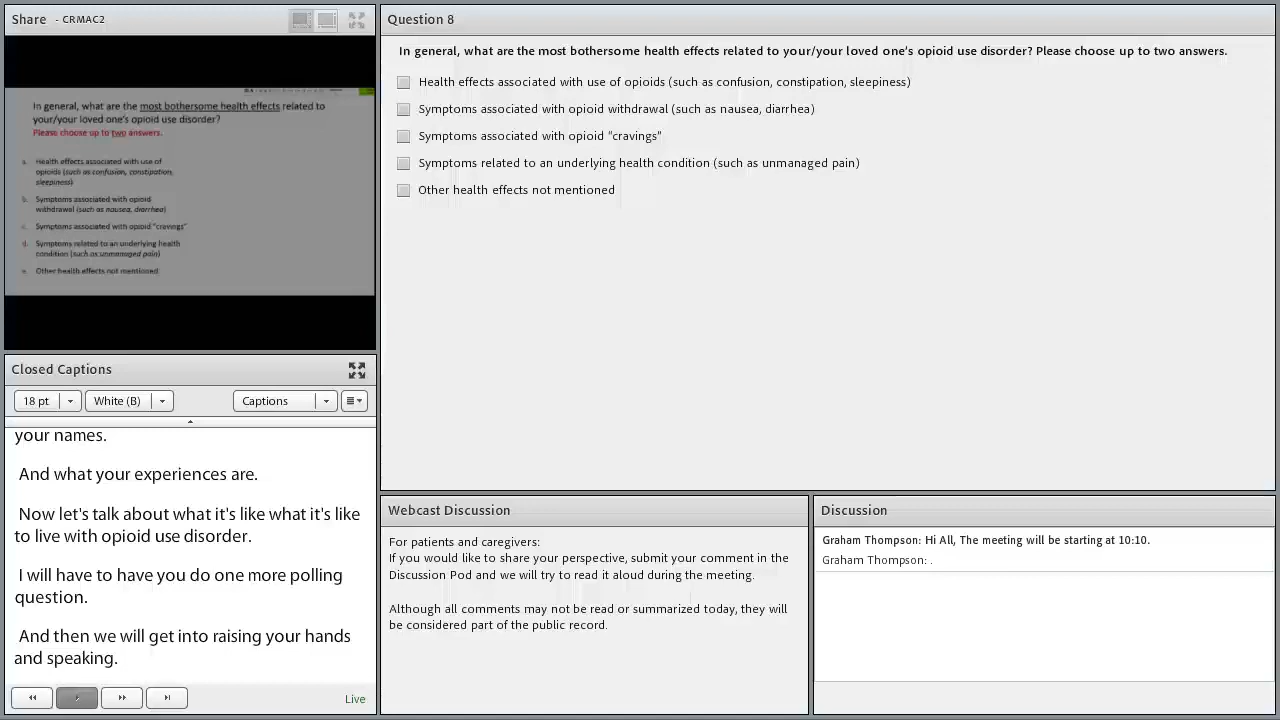 Share - CRMAC2
In general, what are the most bothersome health effects related to
your/your loved one's opioid use disorder?
Please choose up to two answers.
a. Health effects associated with use of
opioids (such as confusion, constipation,
sleepiness)
b. Symptoms associated with opioid
withdrawal (such as nausea, diarrhea)
c. Symptoms associated with opioid "cravings"
d. Symptoms related to an underlying health
condition (such as unmanaged pain)
e. Other health effects not mentioned
Closed Captions
18 pt White (B) Captions
your names.
And what your experiences are.
Now let's talk about what it's like what it's like
to live with opioid use disorder.
I will have to have you do one more polling
question.
And then we will get into raising your hands
and speaking.
Live
Question 8
In general, what are the most bothersome health effects related to your/your loved one's opioid use disorder? Please choose up to two answers.
Health effects associated with use of opioids (such as confusion, constipation, sleepiness)
Symptoms associated with opioid withdrawal (such as nausea, diarrhea)
Symptoms associated with opioid “cravings”
Symptoms related to an underlying health condition (such as unmanaged pain)
Other health effects not mentioned
Webcast Discussion
For patients and caregivers:
If you would like to share your perspective, submit your comment in the
Discussion Pod and we will try to read it aloud during the meeting.
Although all comments may not be read or summarized today, they will
be considered part of the public record.
Discussion
Graham Thompson: Hi All, The meeting will be starting at 10:10.
Graham Thompson: .